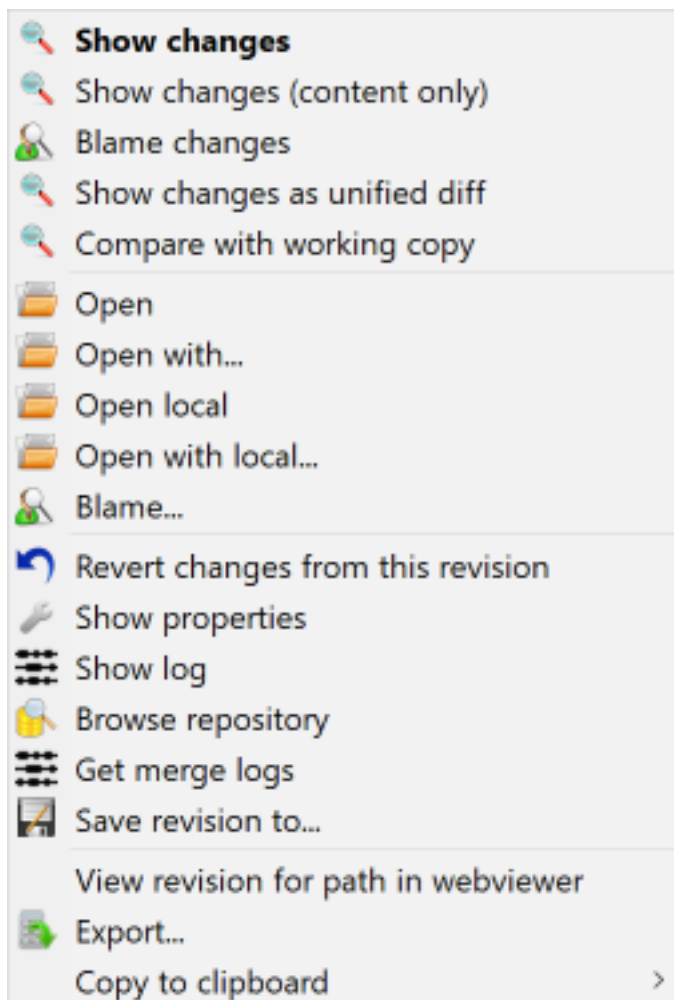 Show changes
Show changes (content only)
Blame changes
Show changes as unified diff
Compare with working copy
Open
Open with...
Open local
Open with local...
Blame...
Revert changes from this revision
Show properties
Show log
Browse repository
Get merge logs
Save revision to...
View revision for path in webviewer
Export...
Copy to clipboard